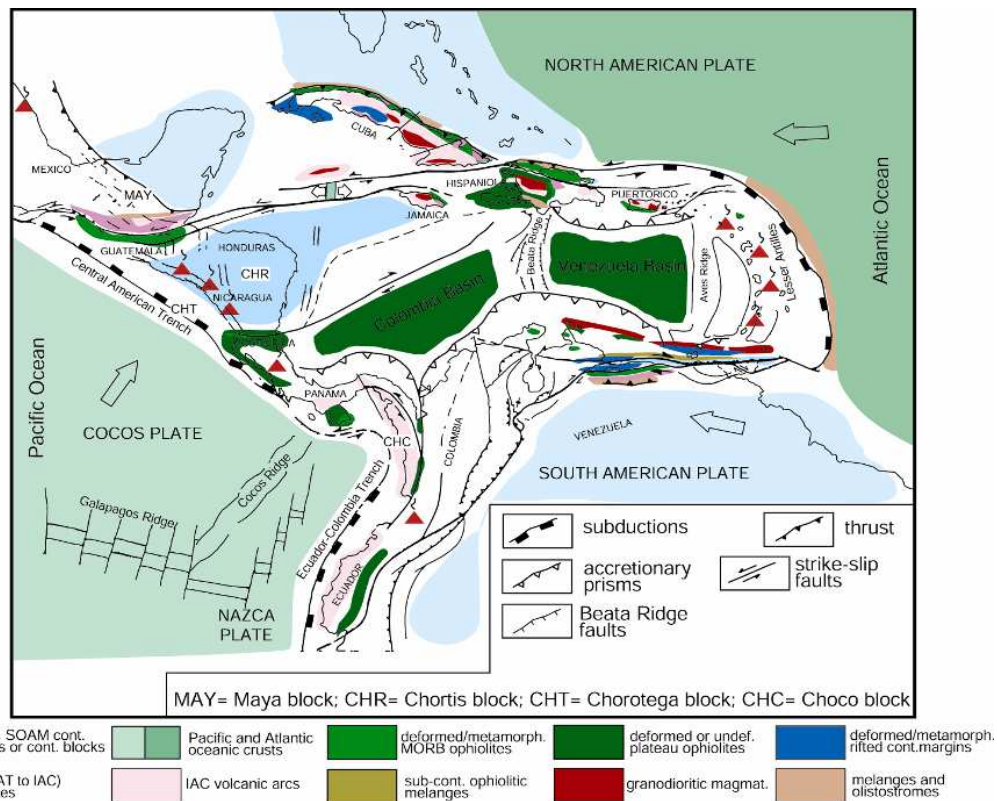 NORTH AMERICAN PLATE
CUBA
MEXICO
MAY
HISPANIOL
PUERTORICO
JAMAICA
Atlantic Ocean
GUATEMALA
HONDURAS
CHR
NICARAGUA
Central American Trench
CHT
Beata Ridge
Venezuela Basin
Aves Ridge
Lesser Antilles
Colombia Basin
Pacific Ocean
PANAMA
COCOS PLATE
CHC
COLOMBIA
VENEZUELA
SOUTH AMERICAN PLATE
Cocos Ridge
Galapagos Ridge
Ecuador-Colombia Trench
ECUADOR
NAZCA
PLATE
subductions
thrust
accretionary
prisms
strike-slip
faults
Beata Ridge
faults
MAY= Maya block; CHR= Chortis block; CHT= Chorotega block; CHC= Choco block
SOAM cont.
s or cont. blocks
Pacific and Atlantic
oceanic crusts
deformed/metamorph.
MORB ophiolites
deformed or undef.
plateau ophiolites
deformed/metamorph.
rifted cont.margins
AT to IAC)
es
IAC volcanic arcs
sub-cont. ophiolitic
melanges
granodioritic magmat.
melanges and
olistostromes